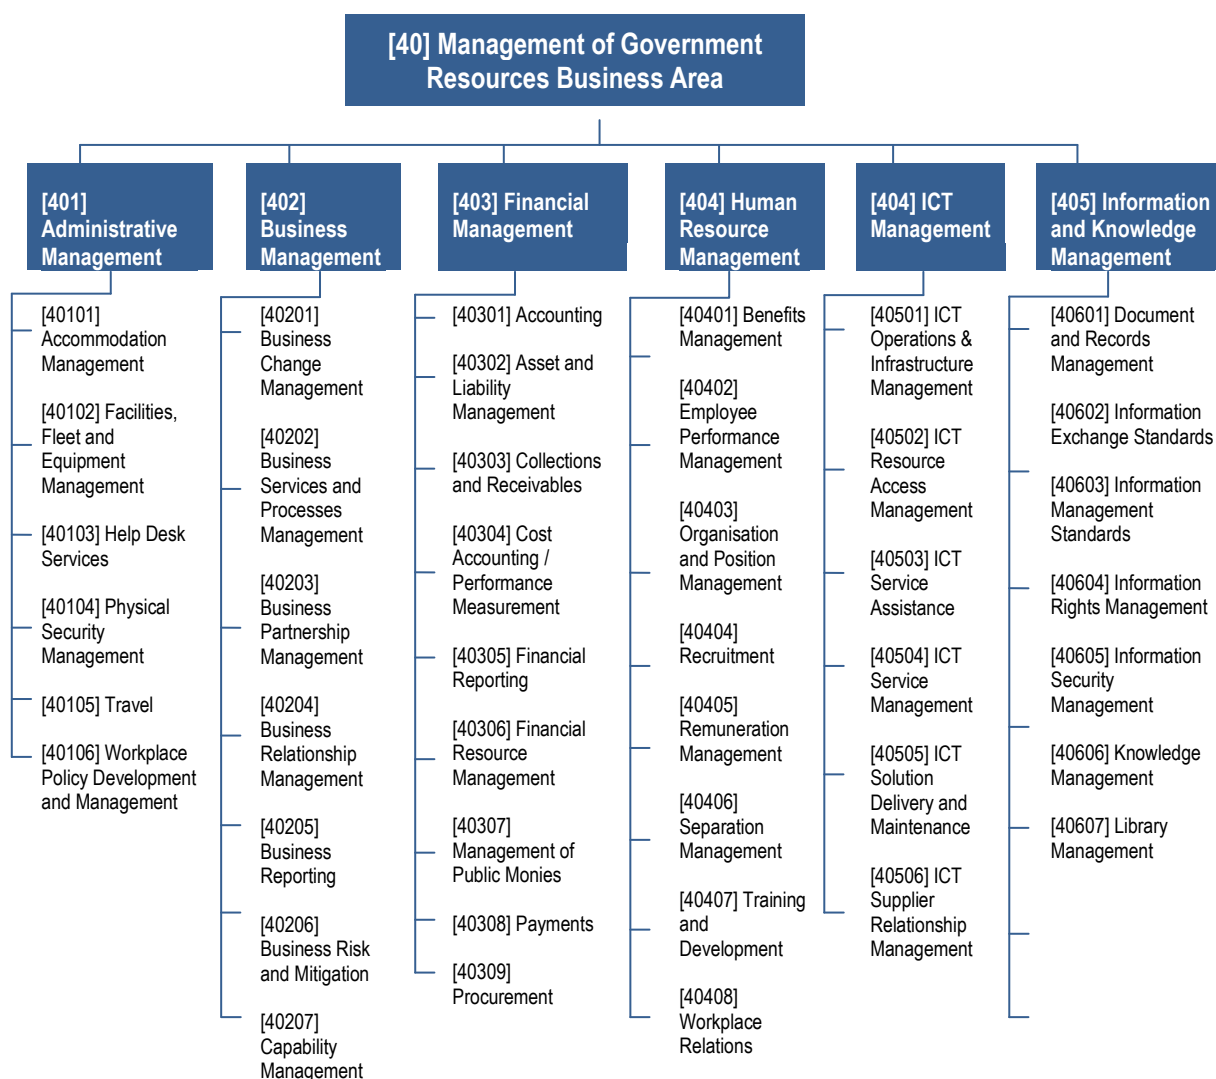 [40] Management of Government
Resources Business Area
[401]
Administrative
Management
[40101]
Accommodation
Management
[40102] Facilities,
Fleet and
Equipment
Management
[40103] Help Desk
Services
[40104] Physical
Security
Management
[40105] Travel
[40106] Workplace
Policy Development
and Management
[402]
Business
Management
[40201]
Business
Change
Management
[40202]
Business
Services and
Processes
Management
[40203]
Business
Partnership
Management
[40204]
Business
Relationship
Management
[40205]
Business
Reporting
[40206]
Business Risk
and Mitigation
[40207]
Capability
Management
[403] Financial
Management
[40301] Accounting
[40302] Asset and
Liability
Management
[40303] Collections
and Receivables
[40304] Cost
Accounting /
Performance
Measurement
[40305] Financial
Reporting
[40306] Financial
Resource
Management
[40307]
Management of
Public Monies
[40308] Payments
[40309]
Procurement
[404] Human
Resource
Management
[40401] Benefits
Management
[40402]
Employee
Performance
Management
[40403]
Organisation
and Position
Management
[40404]
Recruitment
[40405]
Remuneration
Management
[40406]
Separation
Management
[40407] Training
and
Development
[40408]
Workplace
Relations
[404] ICT
Management
[40501] ICT
Operations &
Infrastructure
Management
[40502] ICT
Resource
Access
Management
[40503] ICT
Service
Assistance
[40504] ICT
Service
Management
[40505] ICT
Solution
Delivery and
Maintenance
[40506] ICT
Supplier
Relationship
Management
[405] Information
and Knowledge
Management
[40601] Document
and Records
Management
[40602] Information
Exchange Standards
[40603] Information
Management
Standards
[40604] Information
Rights Management
[40605] Information
Security
Management
[40606] Knowledge
Management
[40607] Library
Management